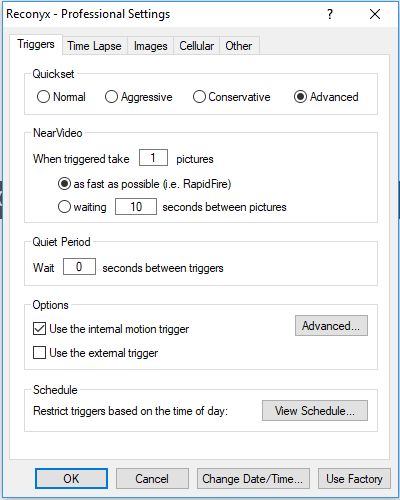 Reconyx - Professional Settings ? ×
Triggers Time Lapse Images Cellular Other
Quickset
Normal Aggressive Conservative Advanced
NearVideo
When triggered take 1 pictures
as fast as possible (i.e. RapidFire)
waiting 10 seconds between pictures
Quiet Period
Wait 0 seconds between triggers
Options
Use the internal motion trigger Advanced...
Use the external trigger
Schedule
Restrict triggers based on the time of day: View Schedule...
OK Cancel Change Date/Time... Use Factory